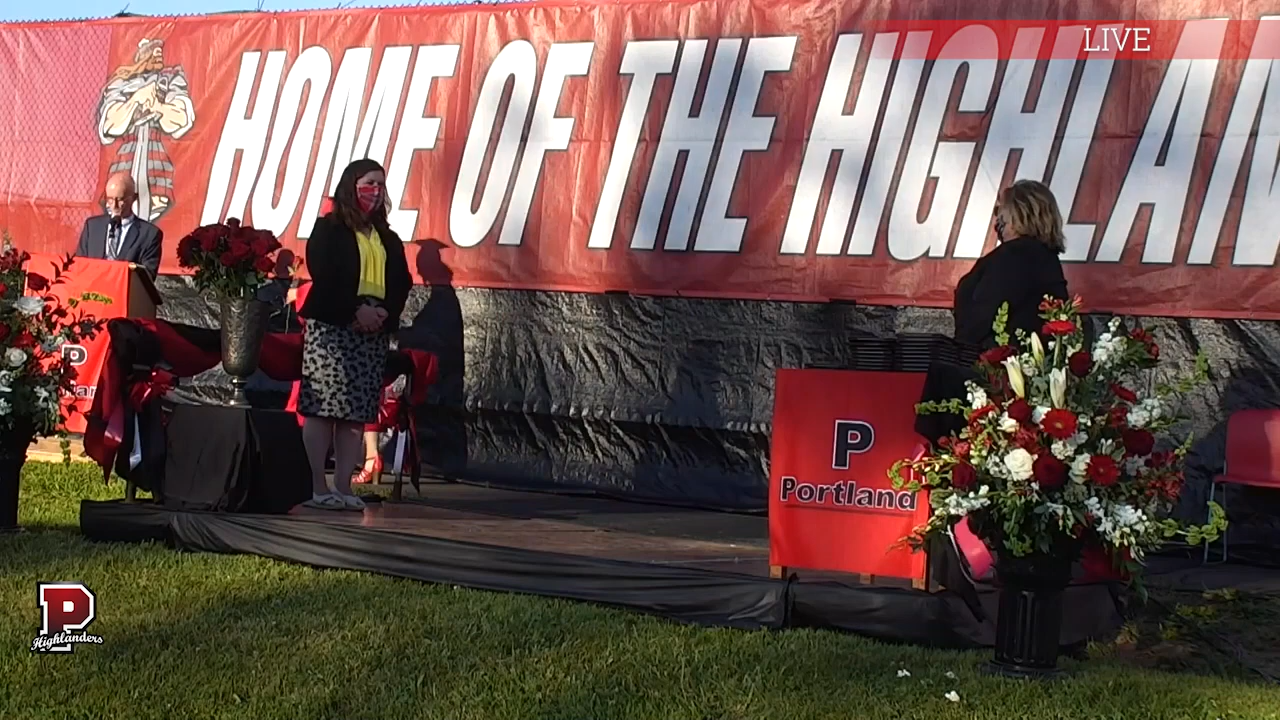 LIVE
HOME OF THE HIGHLAN
P
P
Portland
P
Highlanders